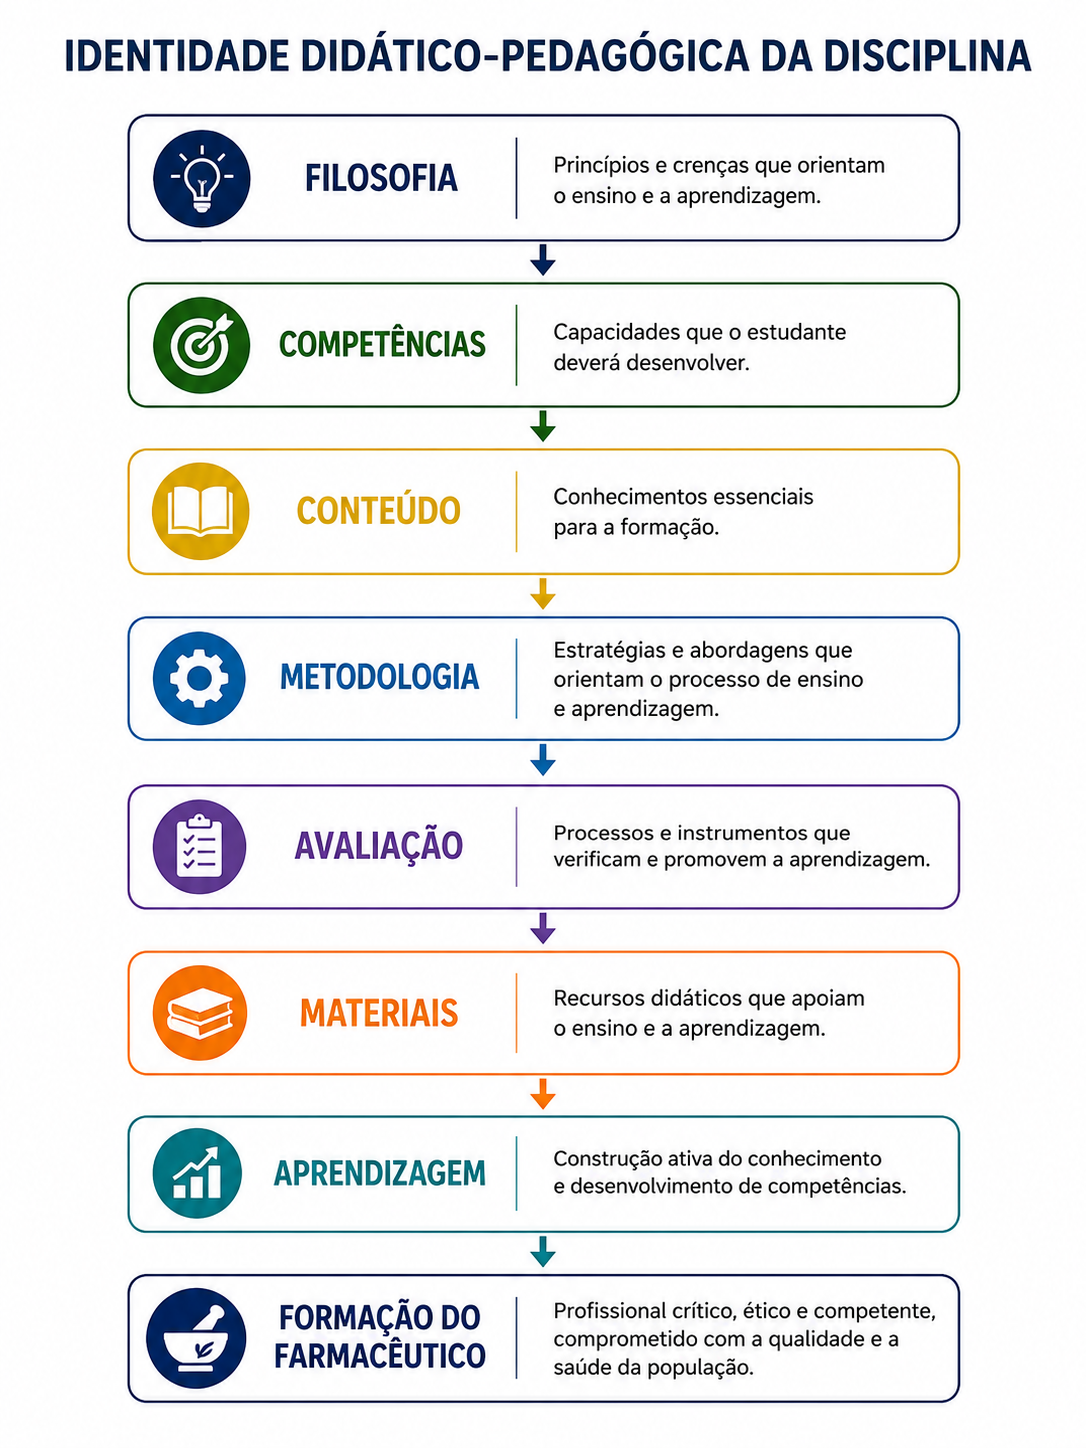 IDENTIDADE DIDÁTICO-PEDAGÓGICA DA DISCIPLINA
FILOSOFIA
Princípios e crenças que orientam
o ensino e a aprendizagem.
COMPETÊNCIAS
Capacidades que o estudante
deverá desenvolver.
CONTEÚDO
Conhecimentos essenciais
para a formação.
METODOLOGIA
Estratégias e abordagens que
orientam o processo de ensino
e aprendizagem.
AVALIAÇÃO
Processos e instrumentos que
verificam e promovem a aprendizagem.
MATERIAIS
Recursos didáticos que apoiam
o ensino e a aprendizagem.
APRENDIZAGEM
Construção ativa do conhecimento
e desenvolvimento de competências.
FORMAÇÃO DO
FARMACÊUTICO
Profissional crítico, ético e competente,
comprometido com a qualidade e a
saúde da população.